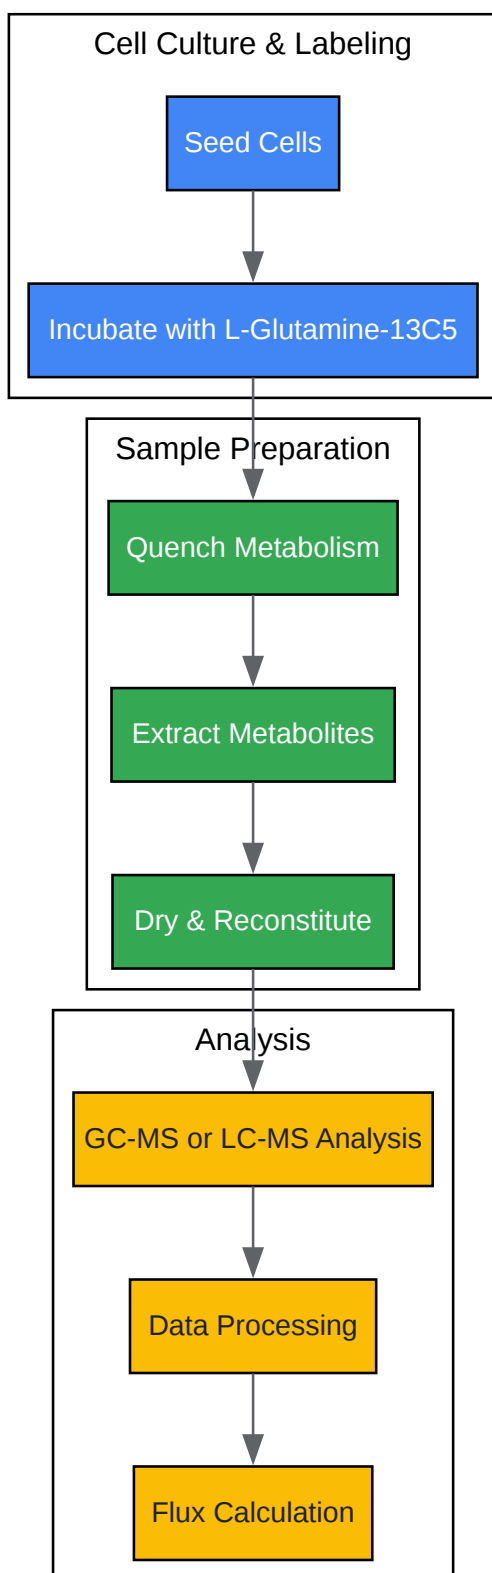 Cell Culture & Labeling
Seed Cells
Incubate with L-Glutamine-13C5
Sample Preparation
Quench Metabolism
Extract Metabolites
Dry & Reconstitute
Analysis
GC-MS or LC-MS Analysis
Data Processing
Flux Calculation